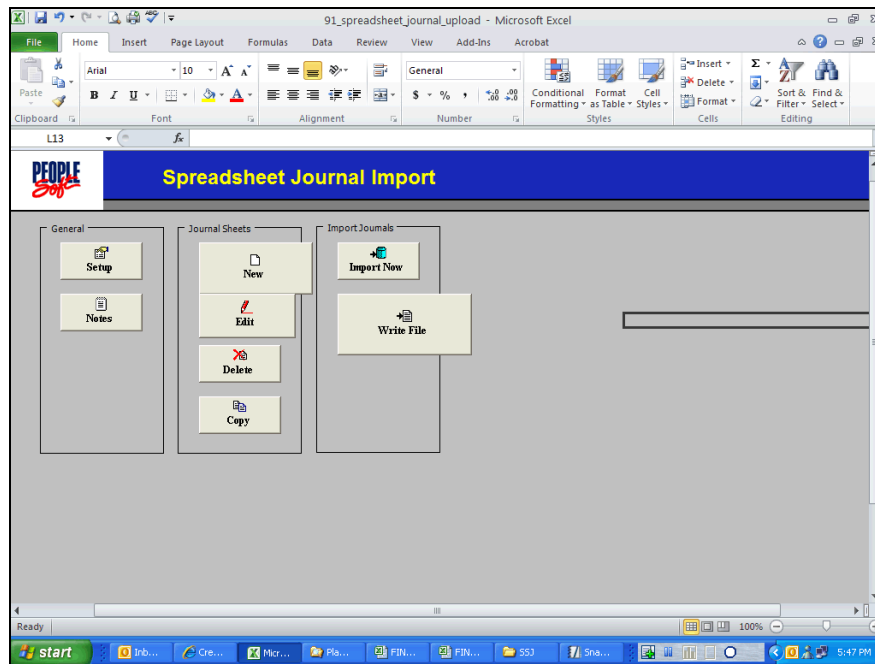 91_spreadsheet_journal_upload - Microsoft Excel
File Home Insert Page Layout Formulas Data Review View Add-Ins Acrobat
Paste
Clipboard
Arial 10
B I U
Font
Alignment
General
$ % ,
Number
Conditional Formatting
Format as Table
Cell Styles
Styles
Insert
Delete
Format
Cells
Sort & Filter
Find & Select
Editing
L13 fx
PEOPLE Soft
Spreadsheet Journal Import
General
Setup
Notes
Journal Sheets
New
Edit
Delete
Copy
Import Journals
Import Now
Write File
Ready 100%
start Inb... Cre... Micr... Pla... FIN... FIN... SSJ Sna... 5:47 PM